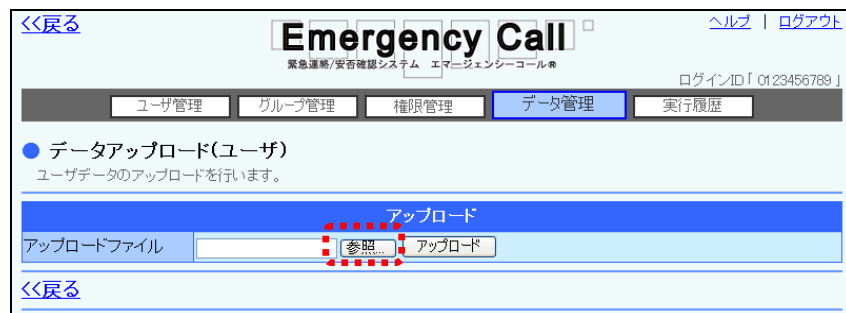 <<戻る
Emergency Call
ヘルプ | ログアウト
緊急連絡/安否確認システム エマージェンシーコール®
ログインID「 0123456789 」
ユーザ管理 グループ管理 権限管理 データ管理 実行履歴
データアップロード(ユーザ)
ユーザデータのアップロードを行います。
アップロード
アップロードファイル 参照... アップロード
<<戻る